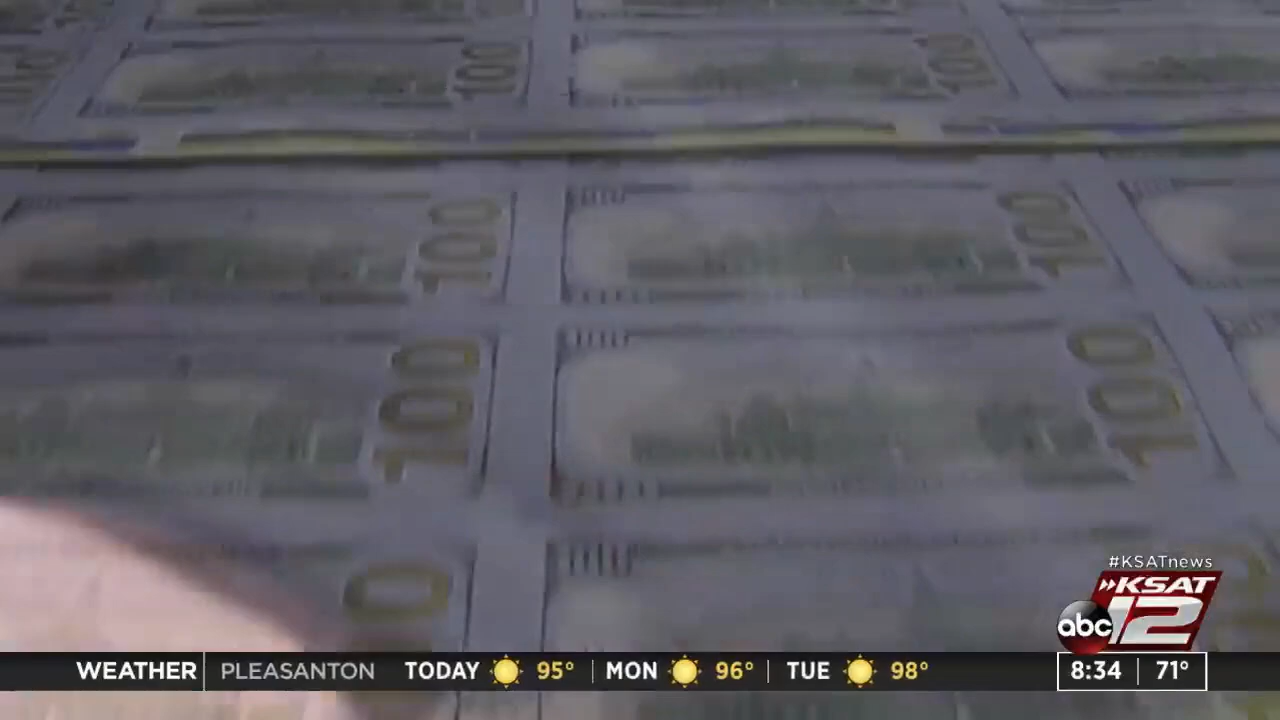 100
100
100
100
100
100
#KSATnews
KSAT
abc
12
WEATHER
PLEASANTON
TODAY 95°
MON 96°
TUE 98°
8:34
71°